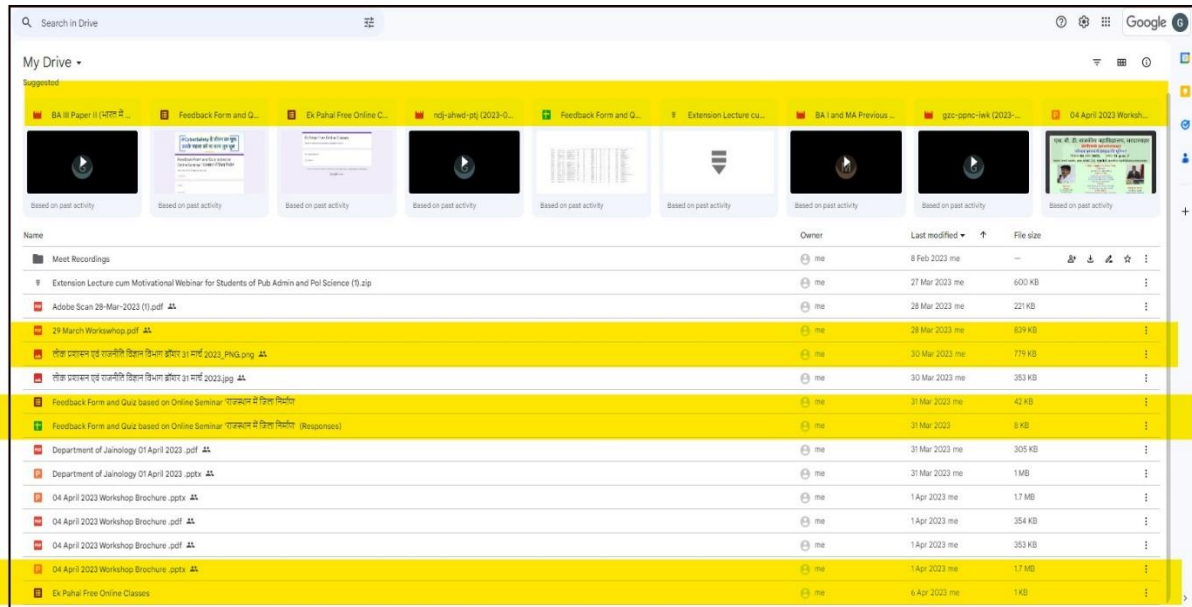 Search in Drive
Google G
My Drive
Suggested
BA III Paper II (भारत में ...
Feedback Form and Q...
Ek Pahal Free Online C...
ndj-ahwd-ptj (2023-0...
Feedback Form and Q...
Extension Lecture cu...
BA I and MA Previous ...
gzc-ppnc-iwk (2023-...
04 April 2023 Worksh...
Based on past activity
Based on past activity
Based on past activity
Based on past activity
Based on past activity
Based on past activity
Based on past activity
Based on past activity
Based on past activity
Name Owner Last modified File size
Meet Recordings me 8 Feb 2023 me —
Extension Lecture cum Motivational Webinar for Students of Pub Admin and Pol Science (1).zip me 27 Mar 2023 me 600 KB
Adobe Scan 28-Mar-2023 (1).pdf me 28 Mar 2023 me 221 KB
29 March Workswhop.pdf me 28 Mar 2023 me 839 KB
लोक प्रशासन एवं राजनीति विज्ञान विभाग ब्रॉशर 31 मार्च 2023_PNG.png me 30 Mar 2023 me 779 KB
लोक प्रशासन एवं राजनीति विज्ञान विभाग ब्रॉशर 31 मार्च 2023.jpg me 30 Mar 2023 me 353 KB
Feedback Form and Quiz based on Online Seminar 'राजस्थान में जिला निर्माण' me 31 Mar 2023 me 42 KB
Feedback Form and Quiz based on Online Seminar 'राजस्थान में जिला निर्माण' (Responses) me 31 Mar 2023 8 KB
Department of Jainology 01 April 2023 .pdf me 31 Mar 2023 me 305 KB
Department of Jainology 01 April 2023 .pptx me 31 Mar 2023 me 1 MB
04 April 2023 Workshop Brochure .pptx me 1 Apr 2023 me 1.7 MB
04 April 2023 Workshop Brochure .pdf me 1 Apr 2023 me 354 KB
04 April 2023 Workshop Brochure .pdf me 1 Apr 2023 me 353 KB
04 April 2023 Workshop Brochure .pptx me 1 Apr 2023 me 1.7 MB
Ek Pahal Free Online Classes me 6 Apr 2023 me 1 KB